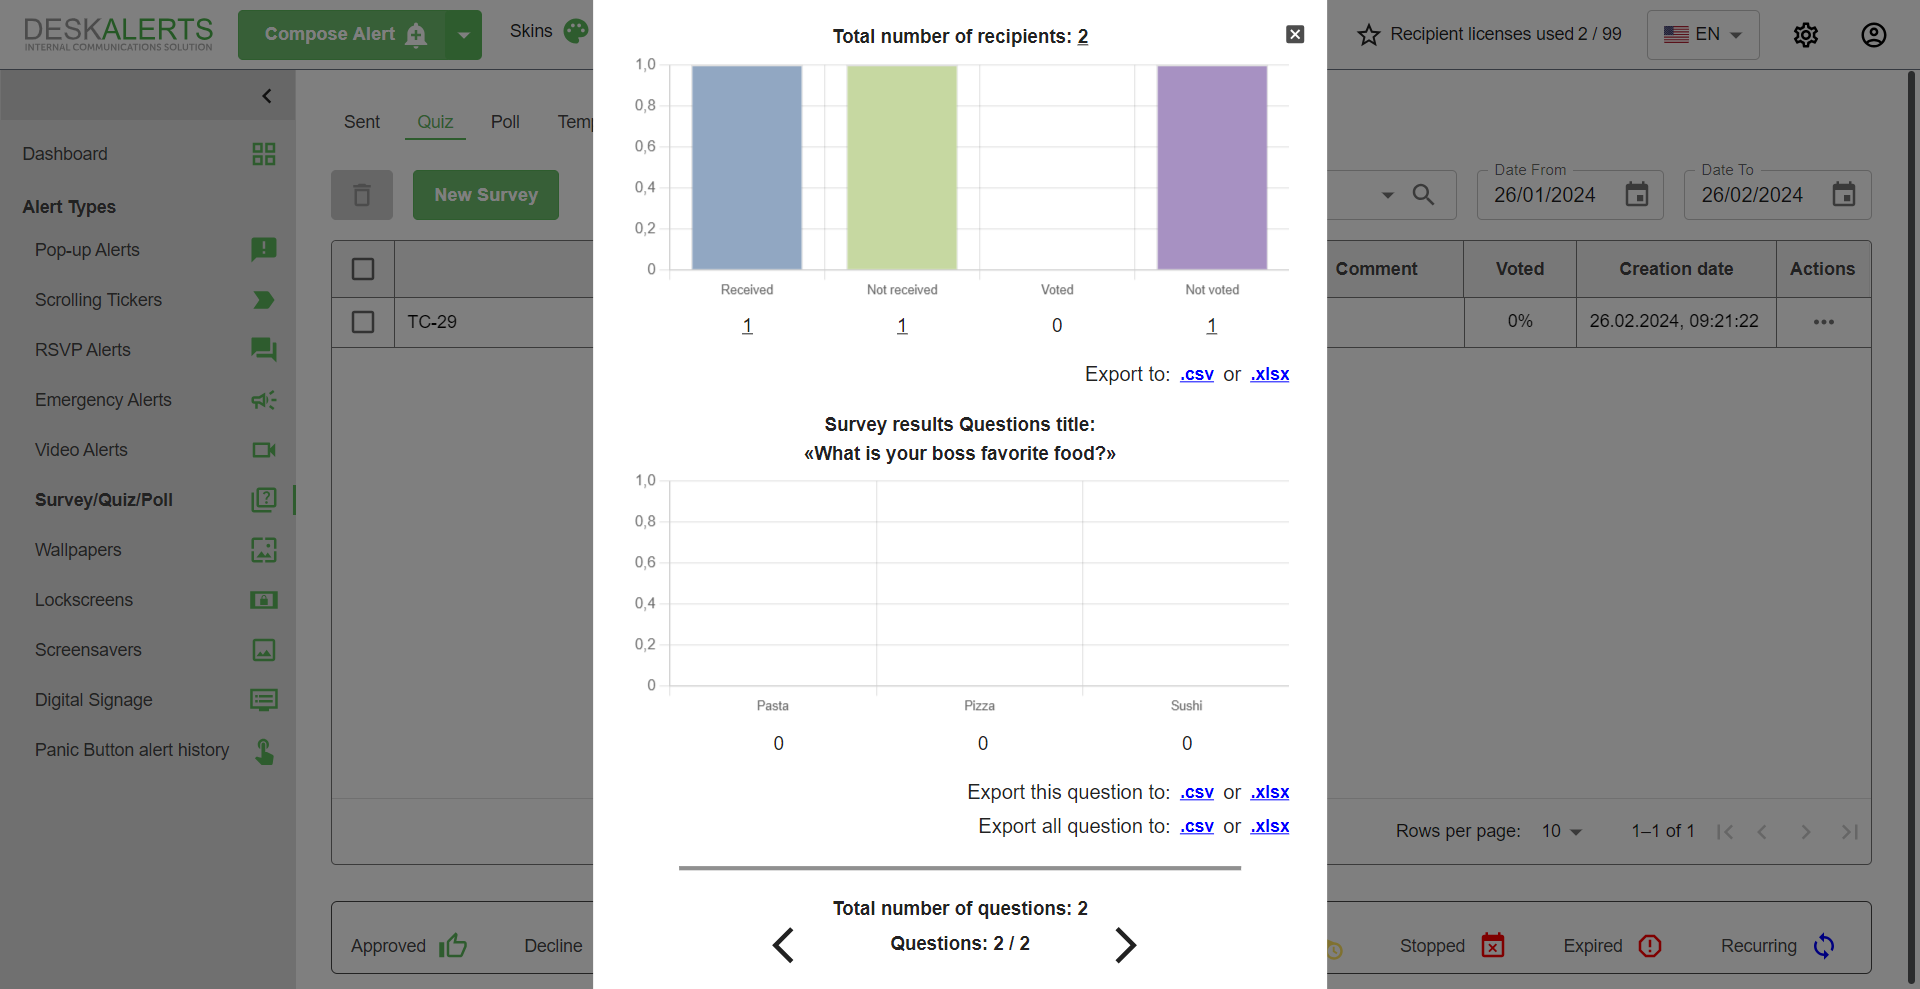 DESKALERTS
INTERNAL COMMUNICATIONS SOLUTION
Compose Alert
Skins
Recipient licenses used 2 / 99
EN
Dashboard
Alert Types
Pop-up Alerts
Scrolling Tickers
RSVP Alerts
Emergency Alerts
Video Alerts
Survey/Quiz/Poll
Wallpapers
Lockscreens
Screensavers
Digital Signage
Panic Button alert history
Sent Quiz Poll Temp
New Survey
Date From
26/01/2024
Date To
26/02/2024
Comment Voted Creation date Actions
TC-29
0% 26.02.2024, 09:21:22
Rows per page: 10 1–1 of 1
Approved Decline
Stopped Expired Recurring
Total number of recipients: 2
1,0
0,8
0,6
0,4
0,2
0
Received Not received Voted Not voted
1 1 0 1
Export to: .csv or .xlsx
Survey results Questions title:
«What is your boss favorite food?»
1,0
0,8
0,6
0,4
0,2
0
Pasta Pizza Sushi
0 0 0
Export this question to: .csv or .xlsx
Export all question to: .csv or .xlsx
Total number of questions: 2
Questions: 2 / 2